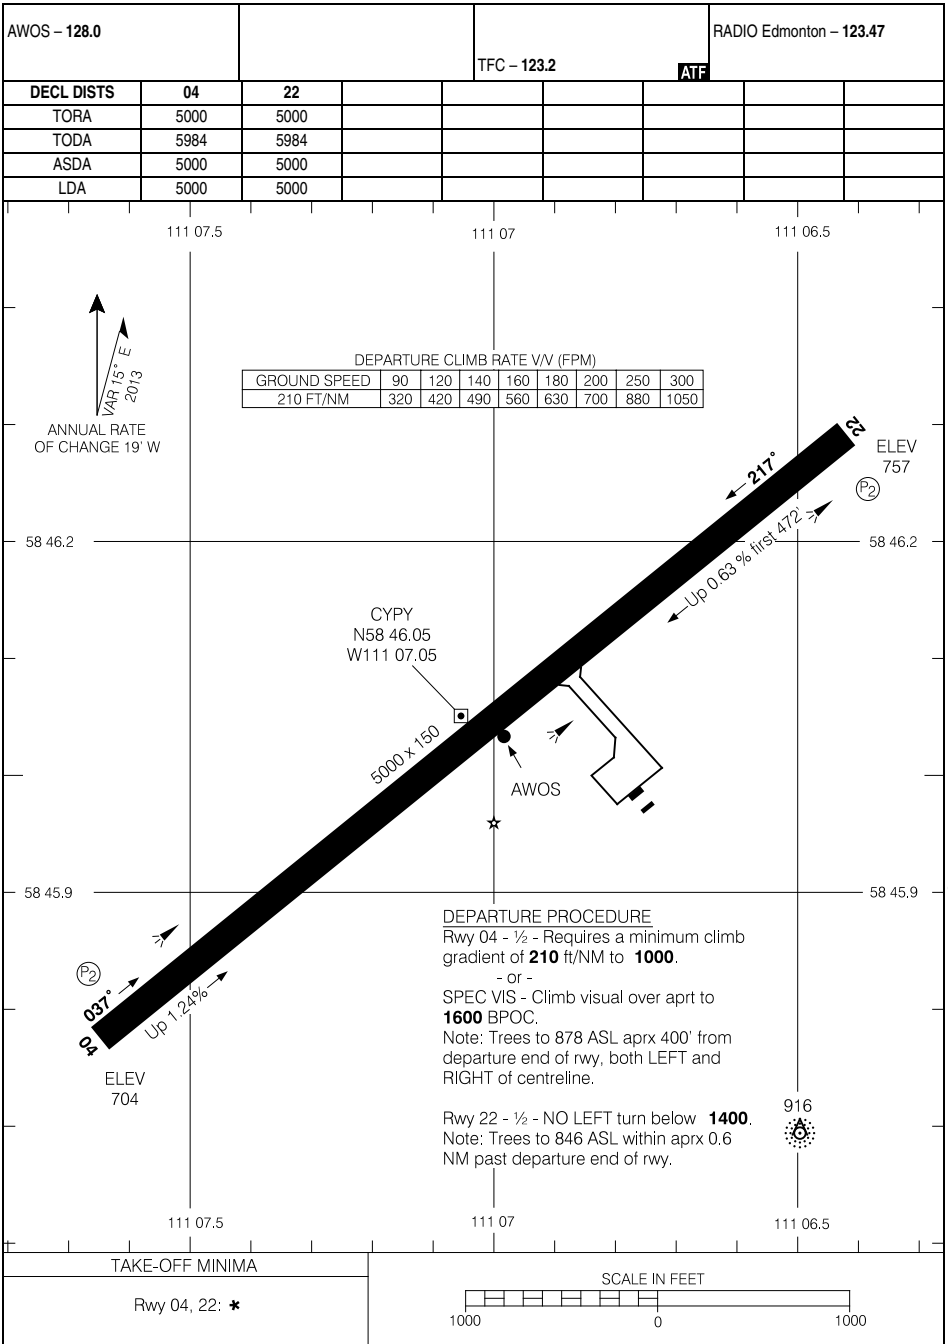 AWOS – 128.0
RADIO Edmonton – 123.47
TFC – 123.2
ATF
DECL DISTS 04 22
TORA 5000 5000
TODA 5984 5984
ASDA 5000 5000
LDA 5000 5000
111 07.5 111 07 111 06.5
VAR 15° E
2013
ANNUAL RATE
OF CHANGE 19' W
DEPARTURE CLIMB RATE V/V (FPM)
GROUND SPEED 90 120 140 160 180 200 250 300
210 FT/NM 320 420 490 560 630 700 880 1050
22
ELEV
757
P2
217°
58 46.2 58 46.2
Up 0.63 % first 472'
CYPY
N58 46.05
W111 07.05
5000 x 150
AWOS
58 45.9 58 45.9
P2
037°
Up 1.24%
04
ELEV
704
DEPARTURE PROCEDURE
Rwy 04 - ½ - Requires a minimum climb
gradient of 210 ft/NM to 1000.
- or -
SPEC VIS - Climb visual over aprt to
1600 BPOC.
Note: Trees to 878 ASL aprx 400' from
departure end of rwy, both LEFT and
RIGHT of centreline.
Rwy 22 - ½ - NO LEFT turn below 1400.
Note: Trees to 846 ASL within aprx 0.6
NM past departure end of rwy.
916
111 07.5 111 07 111 06.5
TAKE-OFF MINIMA
Rwy 04, 22: *
SCALE IN FEET
1000 0 1000